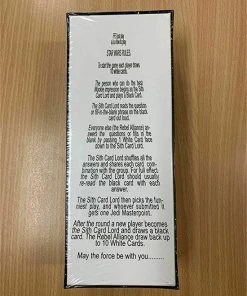 STAR WARS RULES.
To start the game each player draws
10 white cards.
The person who can do the best
Wookie impression begins as the Sith
Card Lord and plays a Black Card.
The Sith Card Lord reads the question
or fill-in-the-blank phrase on the black
card out loud.
Everyone else (the Rebel Alliance)
answers the questions or fills in the
blank by passing 1 White Card face
down to the Sith Card Lord.
The Sith Card Lord shuffles all the
answers and shares each card com-
bination with the group. For full effect
the Sith Card Lord should usually
re-read the black card with each
answer.
The Sith Card Lord then picks the fun-
niest play, and whoever submitted it
gets one Jedi Masterpoint.
After the round a new player becomes
the Sith Card Lord and draws a black
card. The Rebel Alliance draw back up
to 10 White Cards.
May the force be with you.........